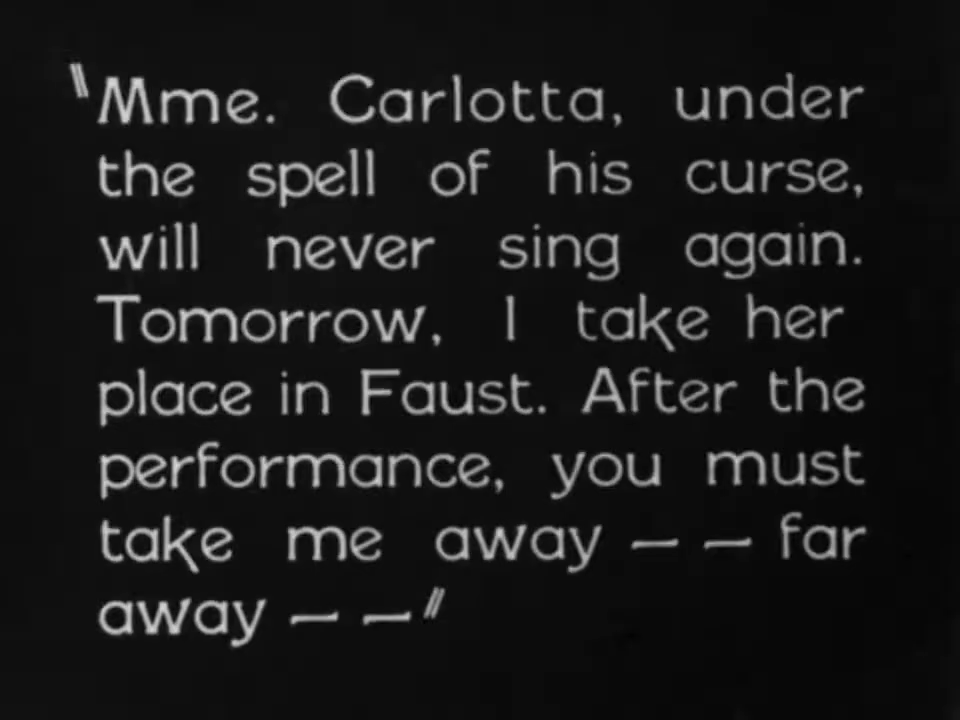 "Mme. Carlotta, under
the spell of his curse,
will never sing again.
Tomorrow, I take her
place in Faust. After the
performance, you must
take me away — — far
away — —"